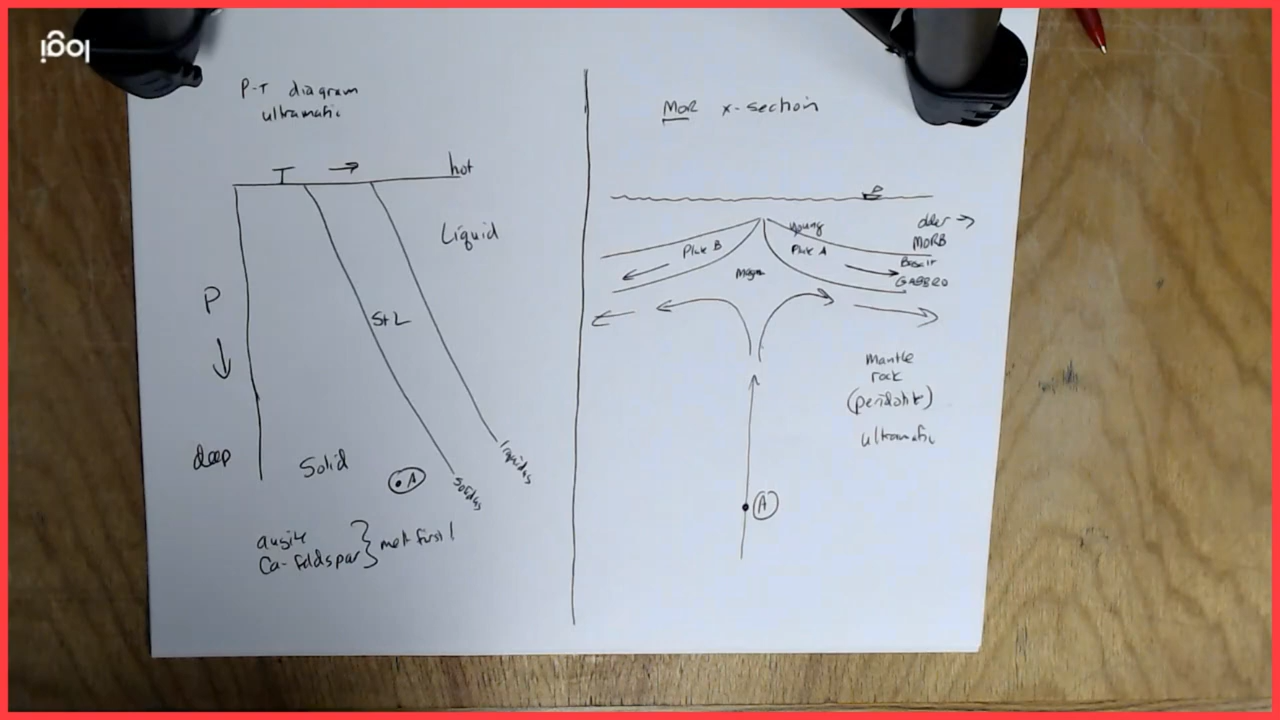 logi
P-T diagram
ultramafic
T → hot
Liquid
P
↓
S+L
deep
Solid
• A
solidus
liquidus
augite
Ca-feldspar } melt first!
MOR x-section
older →
young
MORB
Plate B
Plate A
Basalt
Magma
GABBRO
mantle
rock
(peridotite)
ultramafic
A